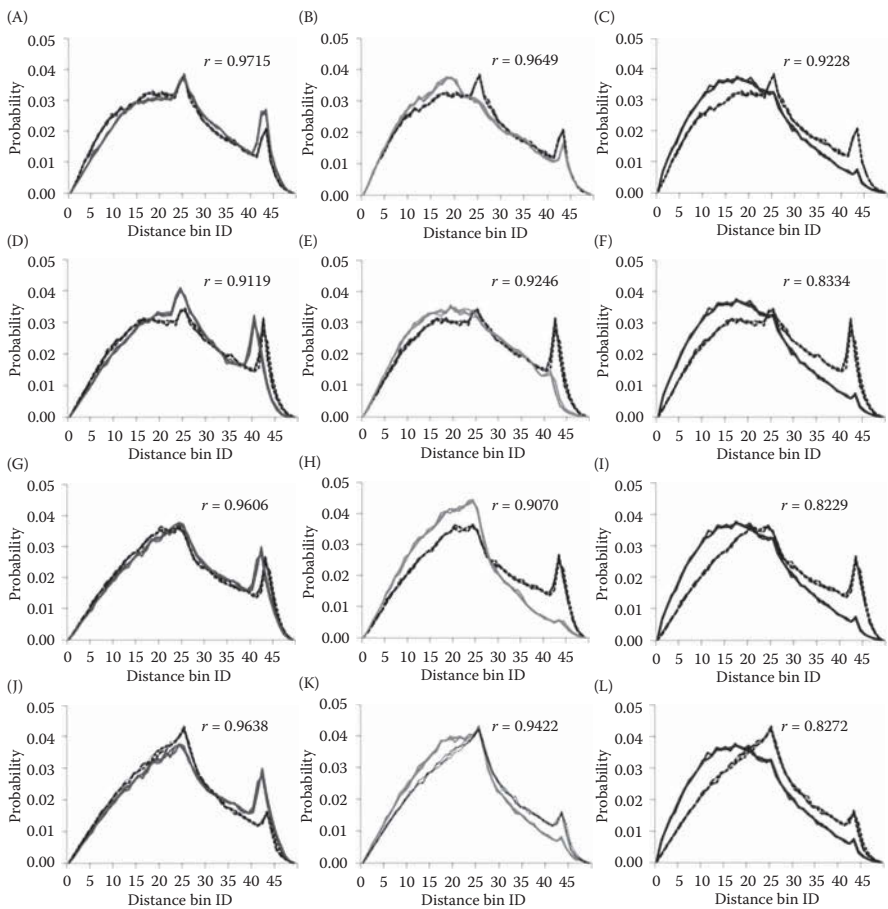 (A)
0.05
0.04
0.03
0.02
0.01
0.00
Probability
r = 0.9715
0 5 10 15 20 25 30 35 40 45
Distance bin ID
(B)
0.05
0.04
0.03
0.02
0.01
0.00
Probability
r = 0.9649
0 5 10 15 20 25 30 35 40 45
Distance bin ID
(C)
0.05
0.04
0.03
0.02
0.01
0.00
Probability
r = 0.9228
0 5 10 15 20 25 30 35 40 45
Distance bin ID
(D)
0.05
0.04
0.03
0.02
0.01
0.00
Probability
r = 0.9119
0 5 10 15 20 25 30 35 40 45
Distance bin ID
(E)
0.05
0.04
0.03
0.02
0.01
0.00
Probability
r = 0.9246
0 5 10 15 20 25 30 35 40 45
Distance bin ID
(F)
0.05
0.04
0.03
0.02
0.01
0.00
Probability
r = 0.8334
0 5 10 15 20 25 30 35 40 45
Distance bin ID
(G)
0.05
0.04
0.03
0.02
0.01
0.00
Probability
r = 0.9606
0 5 10 15 20 25 30 35 40 45
Distance bin ID
(H)
0.05
0.04
0.03
0.02
0.01
0.00
Probability
r = 0.9070
0 5 10 15 20 25 30 35 40 45
Distance bin ID
(I)
0.05
0.04
0.03
0.02
0.01
0.00
Probability
r = 0.8229
0 5 10 15 20 25 30 35 40 45
Distance bin ID
(J)
0.05
0.04
0.03
0.02
0.01
0.00
Probability
r = 0.9638
0 5 10 15 20 25 30 35 40 45
Distance bin ID
(K)
0.05
0.04
0.03
0.02
0.01
0.00
Probability
r = 0.9422
0 5 10 15 20 25 30 35 40 45
Distance bin ID
(L)
0.05
0.04
0.03
0.02
0.01
0.00
Probability
r = 0.8272
0 5 10 15 20 25 30 35 40 45
Distance bin ID